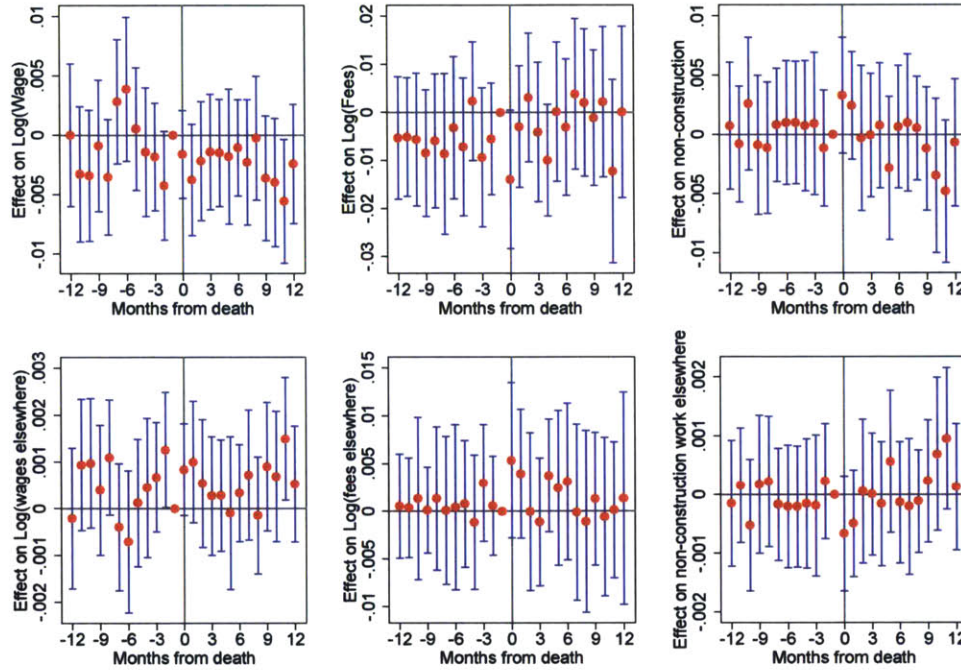 Effect on Log(Wage)
.01
.005
0
-.005
-.01
-12 -9 -6 -3 0 3 6 9 12
Months from death
Effect on Log(Fees)
.02
.01
0
-.01
-.02
-.03
-12 -9 -6 -3 0 3 6 9 12
Months from death
Effect on non-construction
.01
.005
0
-.005
-.01
-12 -9 -6 -3 0 3 6 9 12
Months from death
Effect on Log(wages elsewhere)
.003
.002
.001
0
-.001
-.002
-12 -9 -6 -3 0 3 6 9 12
Months from death
Effect on Log(fees elsewhere)
.015
.01
.005
0
-.005
-.01
-12 -9 -6 -3 0 3 6 9 12
Months from death
Effect on non-construction work elsewhere
.002
.001
0
-.001
-.002
-12 -9 -6 -3 0 3 6 9 12
Months from death